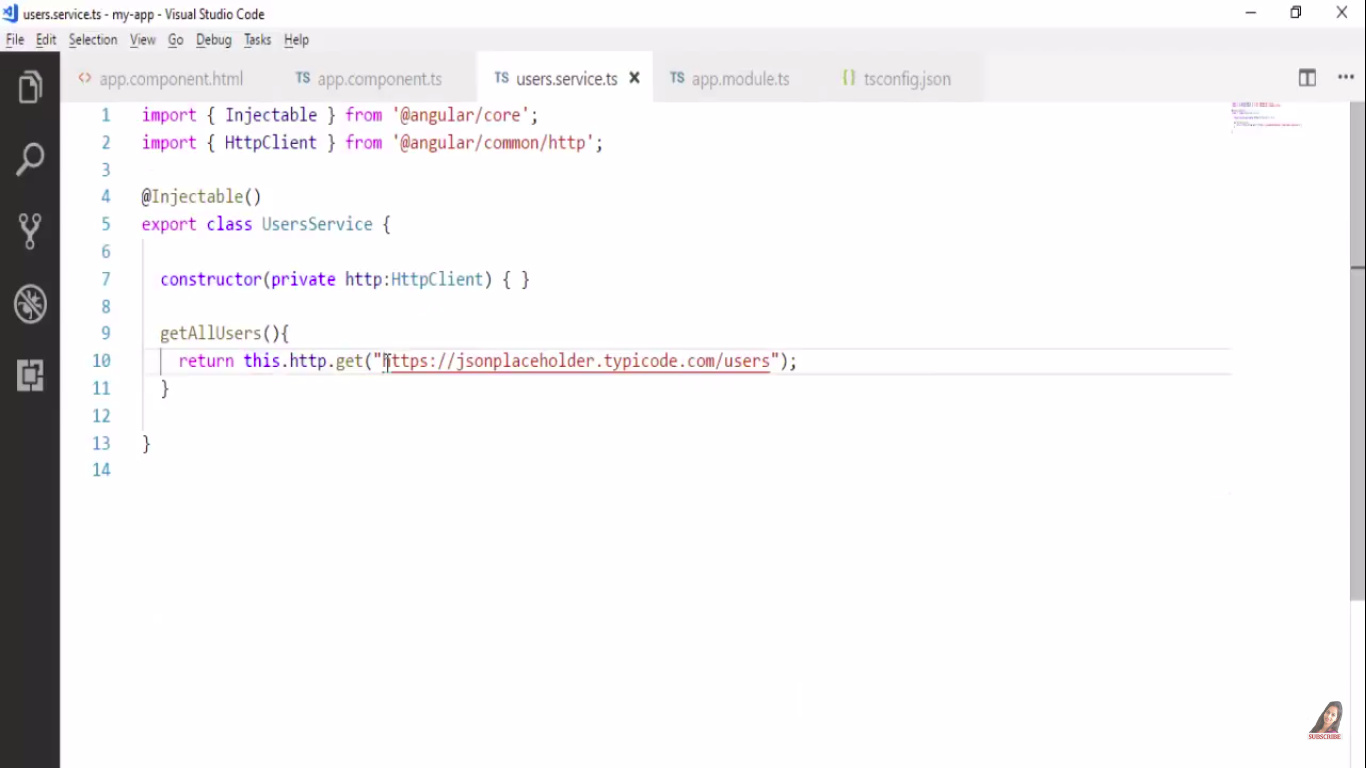 users.service.ts - my-app - Visual Studio Code
File Edit Selection View Go Debug Tasks Help
<> app.component.html TS app.component.ts TS users.service.ts × TS app.module.ts {} tsconfig.json
1 import { Injectable } from '@angular/core';
2 import { HttpClient } from '@angular/common/http';
3
4 @Injectable()
5 export class UsersService {
6
7 constructor(private http:HttpClient) { }
8
9 getAllUsers(){
10 return this.http.get("https://jsonplaceholder.typicode.com/users");
11 }
12
13 }
14
SUBSCRIBE